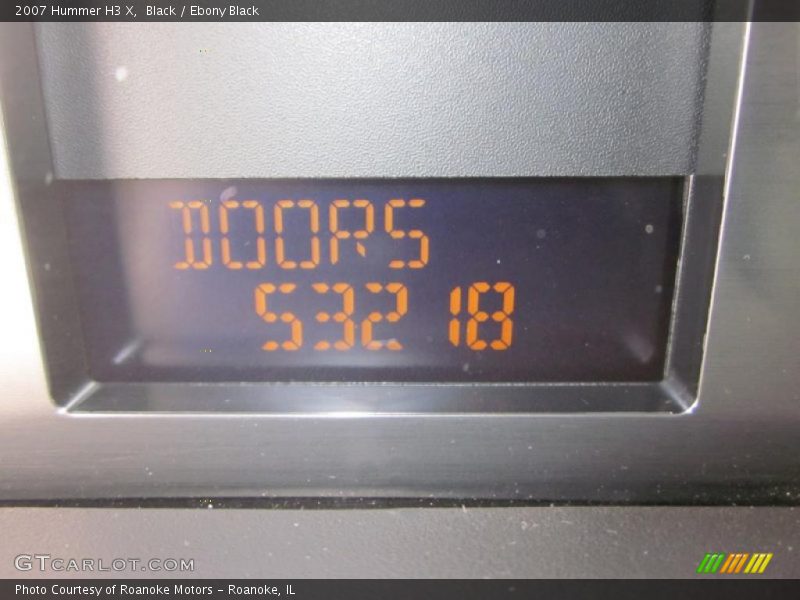 2007 Hummer H3 X,  Black / Ebony Black
DOORS
53218
GTCARLOT.COM
Photo Courtesy of Roanoke Motors - Roanoke, IL